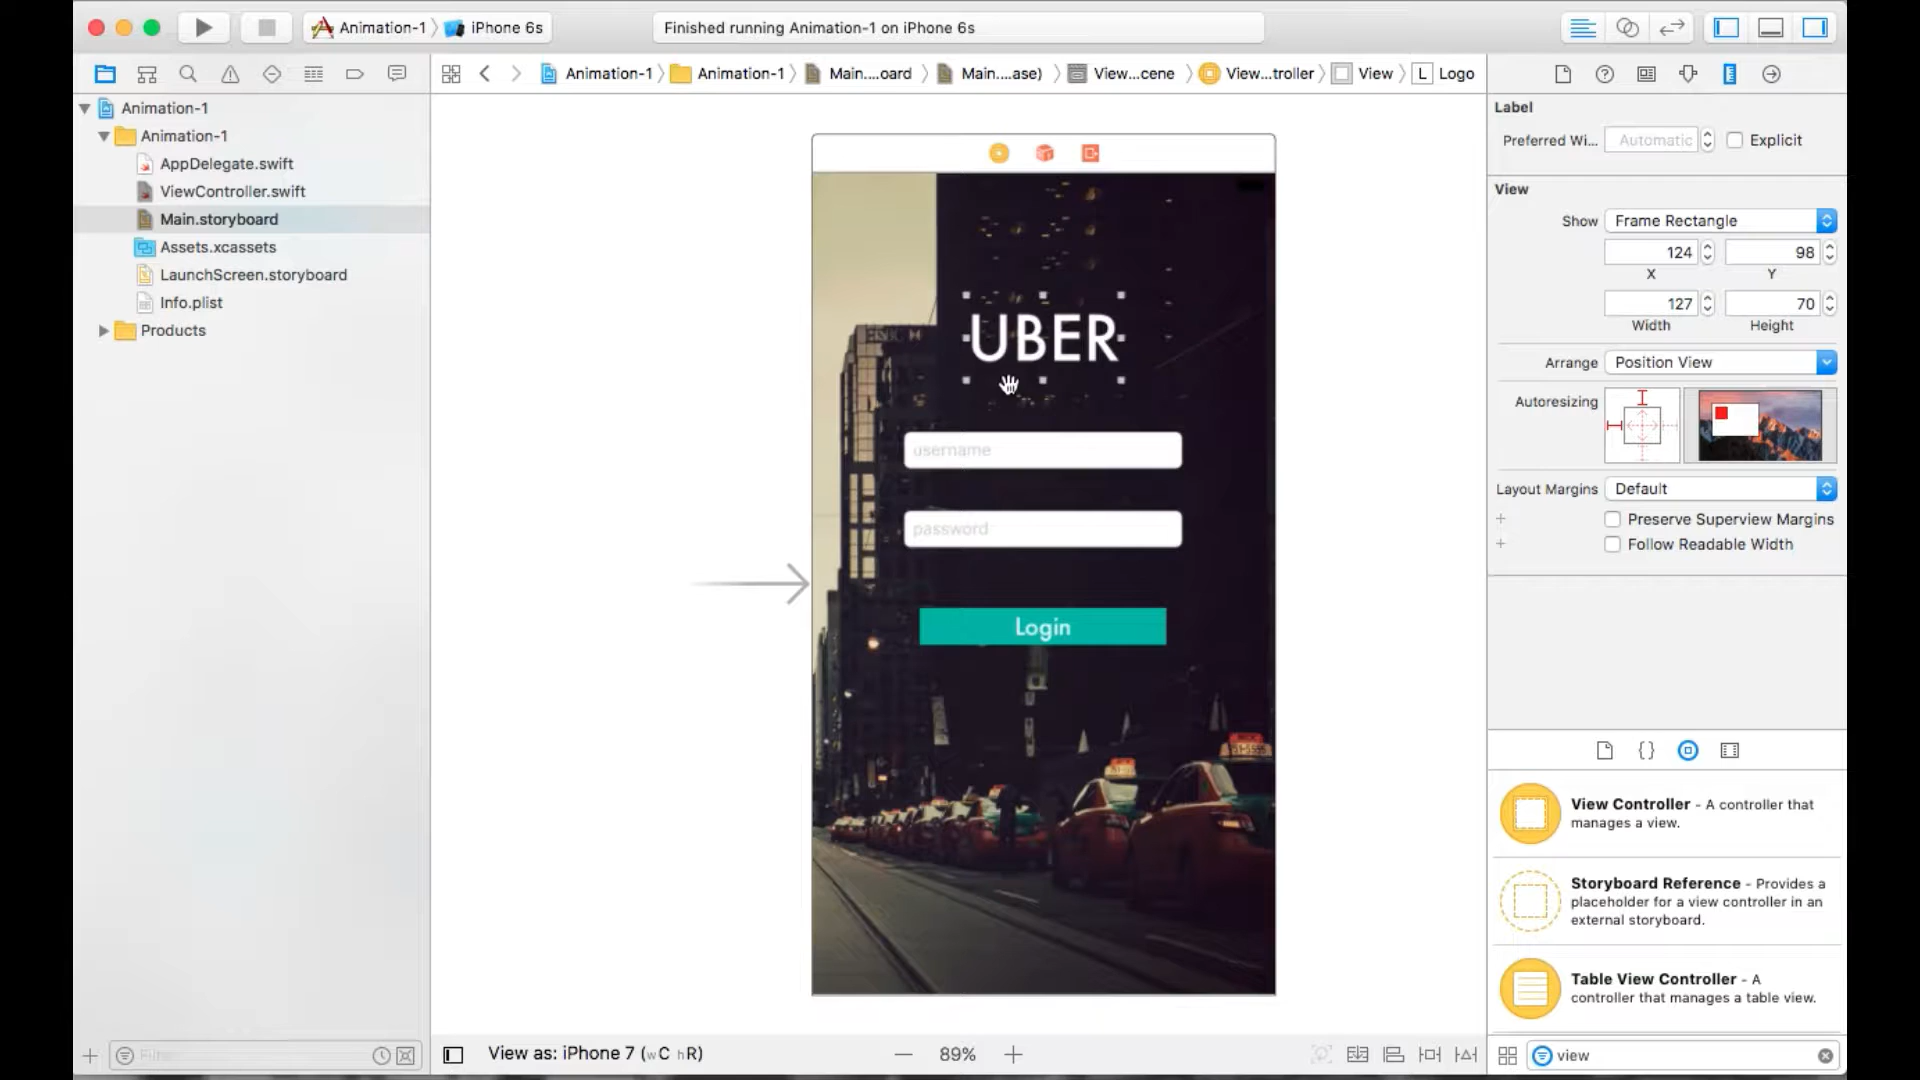 Animation-1 iPhone 6s
Finished running Animation-1 on iPhone 6s
Animation-1 Animation-1 Main....oard Main....ase) View...cene View...troller View L Logo
Animation-1
Animation-1
AppDelegate.swift
ViewController.swift
Main.storyboard
Assets.xcassets
LaunchScreen.storyboard
Info.plist
Products
Filter
UBER
username
password
Login
View as: iPhone 7 (wC hR)
89%
Label
Preferred Wi... Automatic Explicit
View
Show Frame Rectangle
124 98
X Y
127 70
Width Height
Arrange Position View
Autoresizing
Layout Margins Default
Preserve Superview Margins
Follow Readable Width
View Controller - A controller that
manages a view.
Storyboard Reference - Provides a
placeholder for a view controller in an
external storyboard.
Table View Controller - A
controller that manages a table view.
view